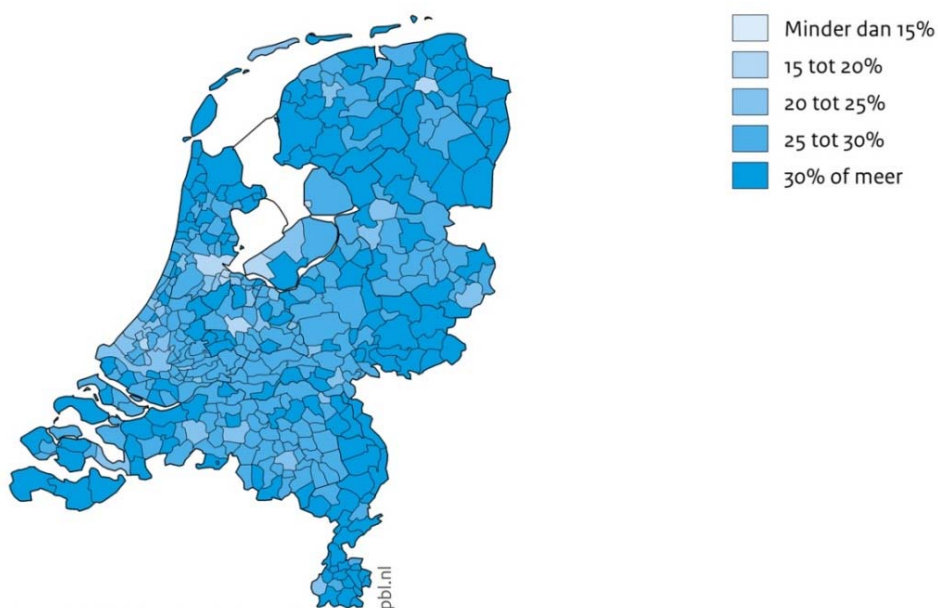 Minder dan 15%
15 tot 20%
20 tot 25%
25 tot 30%
30% of meer
pbl.nl